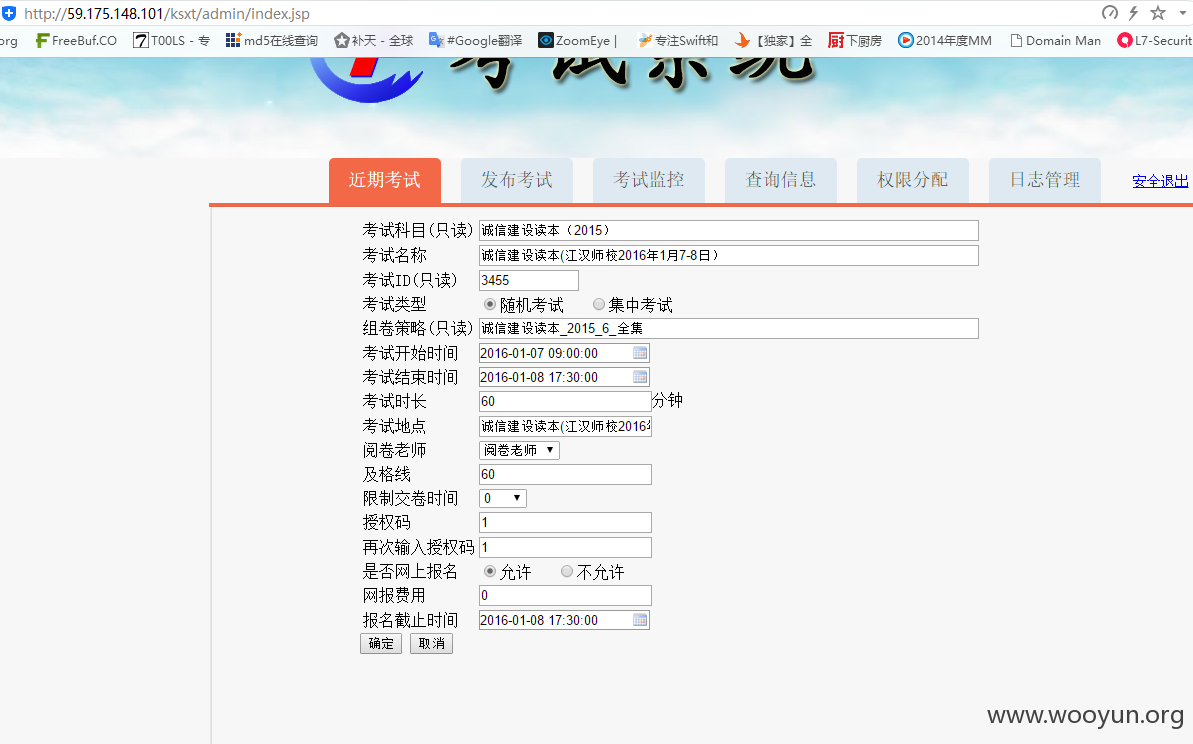 http://59.175.148.101/ksxt/admin/index.jsp
org FreeBuf.CO T00LS - 专 md5在线查询 补天 - 全球 #Google翻译 ZoomEye | 专注Swift和 【独家】全 下厨房 2014年度MM Domain Man L7-Securit
考试系统
近期考试 发布考试 考试监控 查询信息 权限分配 日志管理 安全退出
考试科目(只读) 诚信建设读本（2015）
考试名称 诚信建设读本(江汉师校2016年1月7-8日）
考试ID(只读) 3455
考试类型 随机考试 集中考试
组卷策略(只读) 诚信建设读本_2015_6_全集
考试开始时间 2016-01-07 09:00:00
考试结束时间 2016-01-08 17:30:00
考试时长 60 分钟
考试地点 诚信建设读本(江汉师校2016年
阅卷老师 阅卷老师
及格线 60
限制交卷时间 0
授权码 1
再次输入授权码 1
是否网上报名 允许 不允许
网报费用 0
报名截止时间 2016-01-08 17:30:00
确定 取消
www.wooyun.org